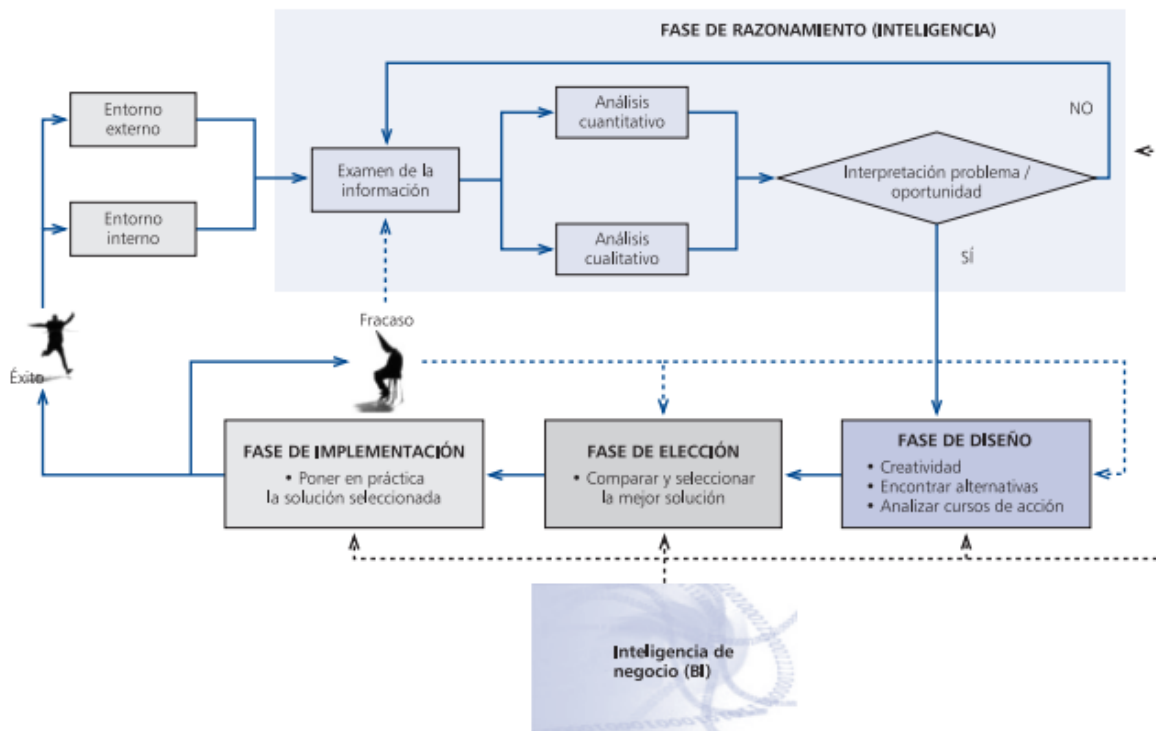 FASE DE RAZONAMIENTO (INTELIGENCIA)
Entorno
externo
Entorno
interno
Examen de la
información
Análisis
cuantitativo
Análisis
cualitativo
Interpretación problema /
oportunidad
NO
SÍ
Éxito
Fracaso
FASE DE IMPLEMENTACIÓN
• Poner en práctica
la solución seleccionada
FASE DE ELECCIÓN
• Comparar y seleccionar
la mejor solución
FASE DE DISEÑO
• Creatividad
• Encontrar alternativas
• Analizar cursos de acción
Inteligencia de
negocio (BI)